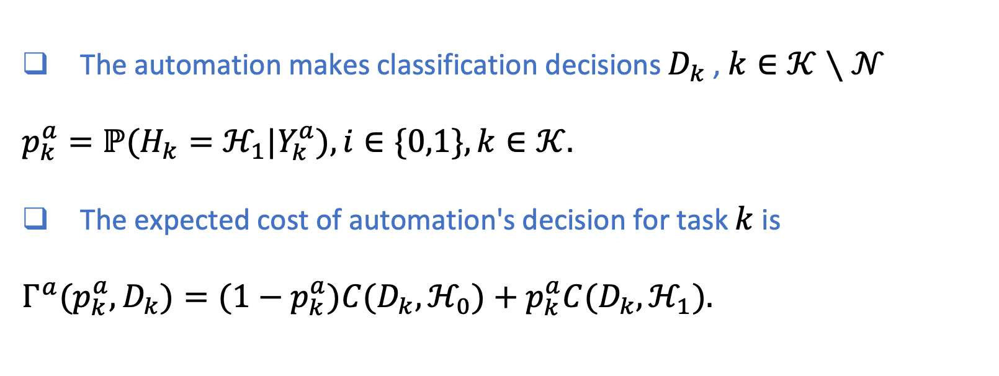 ❑ The automation makes classification decisions $D_k$ , $k \in \mathcal{K} \setminus \mathcal{N}$
$p_k^a = \mathbb{P}(H_k = \mathcal{H}_1 | Y_k^a), i \in \{0,1\}, k \in \mathcal{K}.$
❑ The expected cost of automation's decision for task $k$ is
$\Gamma^a(p_k^a, D_k) = (1 - p_k^a)C(D_k, \mathcal{H}_0) + p_k^a C(D_k, \mathcal{H}_1).$